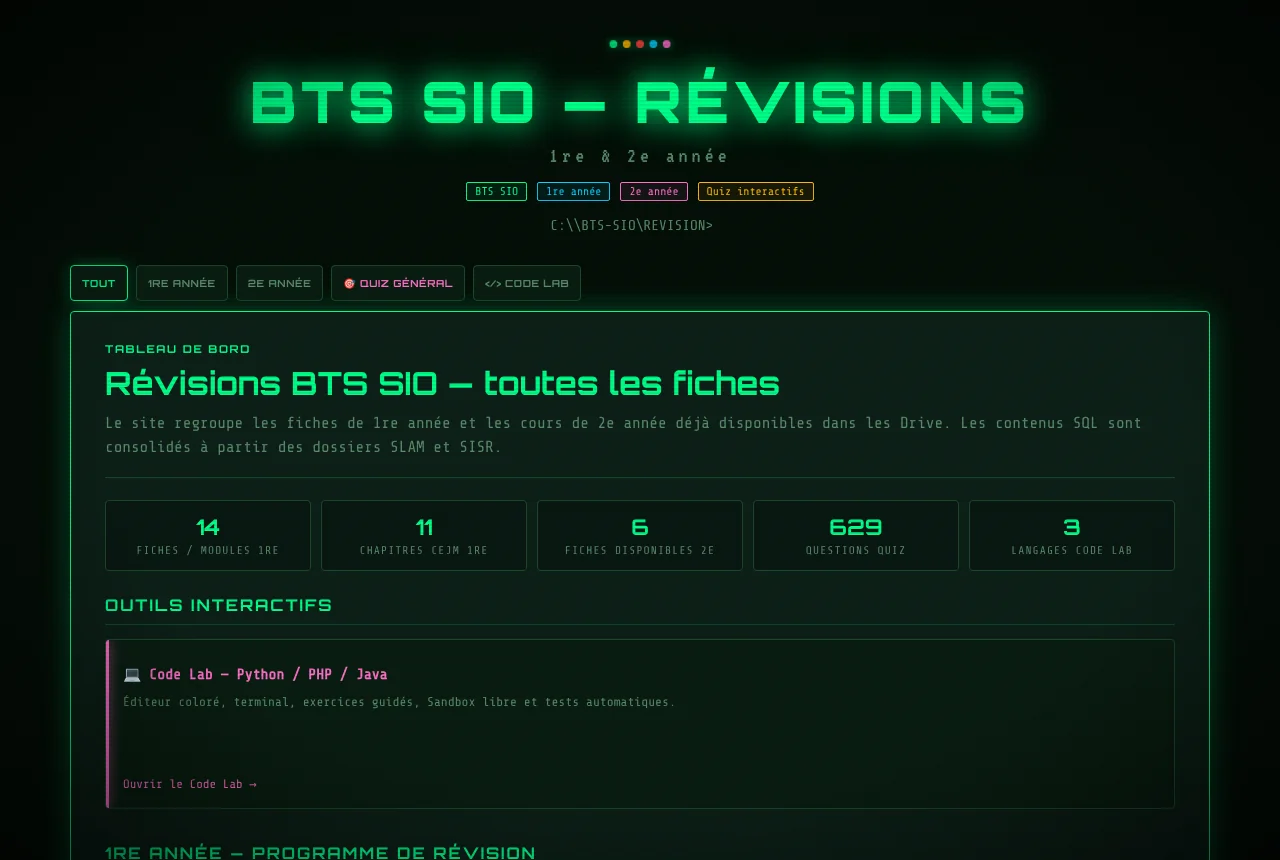 BTS SIO — RÉVISIONS
1re & 2e année
BTS SIO 1re année 2e année Quiz interactifs
C:\\BTS-SIO\REVISION>
TOUT 1RE ANNÉE 2E ANNÉE 🎯 QUIZ GÉNÉRAL </> CODE LAB
TABLEAU DE BORD
Révisions BTS SIO — toutes les fiches
Le site regroupe les fiches de 1re année et les cours de 2e année déjà disponibles dans les Drive. Les contenus SQL sont
consolidés à partir des dossiers SLAM et SISR.
14 11 6 629 3
FICHES / MODULES 1RE CHAPITRES CEJM 1RE FICHES DISPONIBLES 2E QUESTIONS QUIZ LANGAGES CODE LAB
OUTILS INTERACTIFS
💻 Code Lab — Python / PHP / Java
Éditeur coloré, terminal, exercices guidés, Sandbox libre et tests automatiques.
Ouvrir le Code Lab →
1RE ANNÉE — PROGRAMME DE RÉVISION